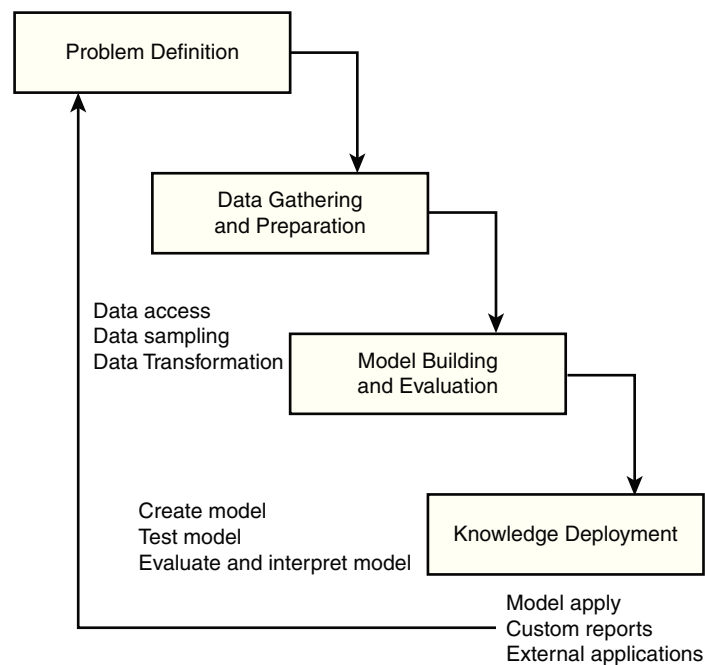 Problem Definition
Data Gathering
and Preparation
Data access
Data sampling
Data Transformation
Model Building
and Evaluation
Create model
Test model
Evaluate and interpret model
Knowledge Deployment
Model apply
Custom reports
External applications